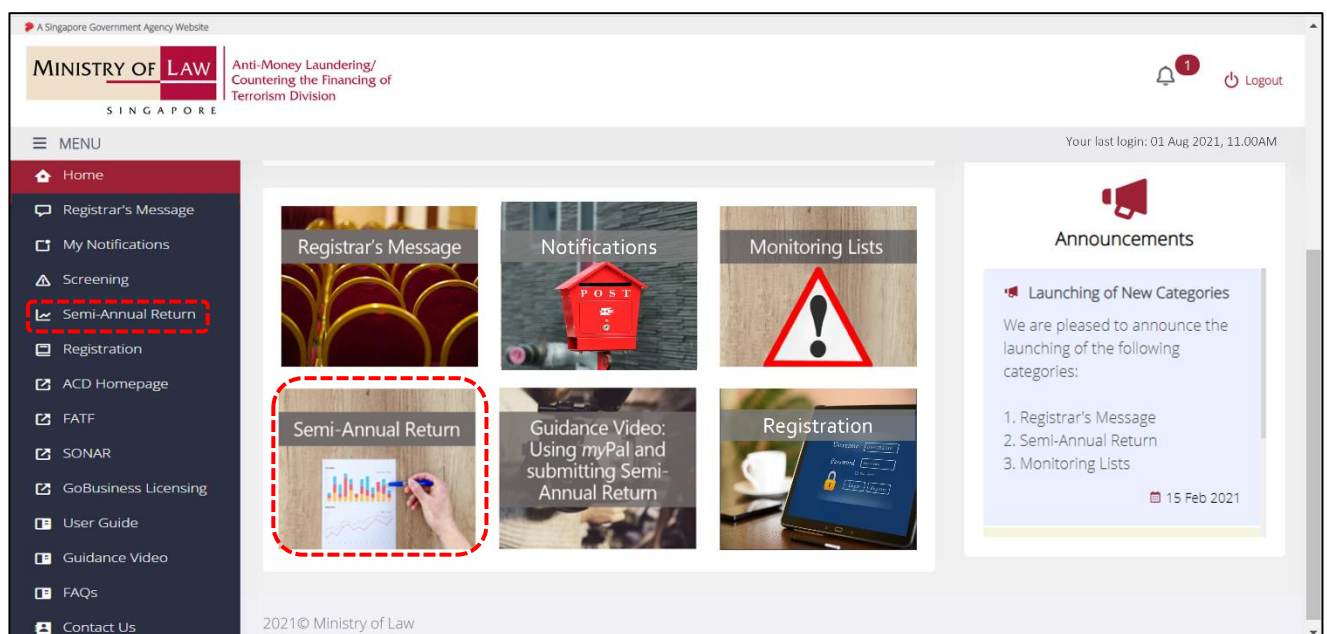 A Singapore Government Agency Website
MINISTRY OF LAW
SINGAPORE
Anti-Money Laundering/
Countering the Financing of
Terrorism Division
1
Logout
MENU
Your last login: 01 Aug 2021, 11.00AM
Home
Registrar's Message
My Notifications
Screening
Semi-Annual Return
Registration
ACD Homepage
FATF
SONAR
GoBusiness Licensing
User Guide
Guidance Video
FAQs
Contact Us
Registrar's Message
Notifications
POST
Monitoring Lists
Semi-Annual Return
Guidance Video:
Using myPal and
submitting Semi-
Annual Return
Registration
Username
Password
Announcements
Launching of New Categories
We are pleased to announce the
launching of the following
categories:
1. Registrar's Message
2. Semi-Annual Return
3. Monitoring Lists
15 Feb 2021
2021© Ministry of Law